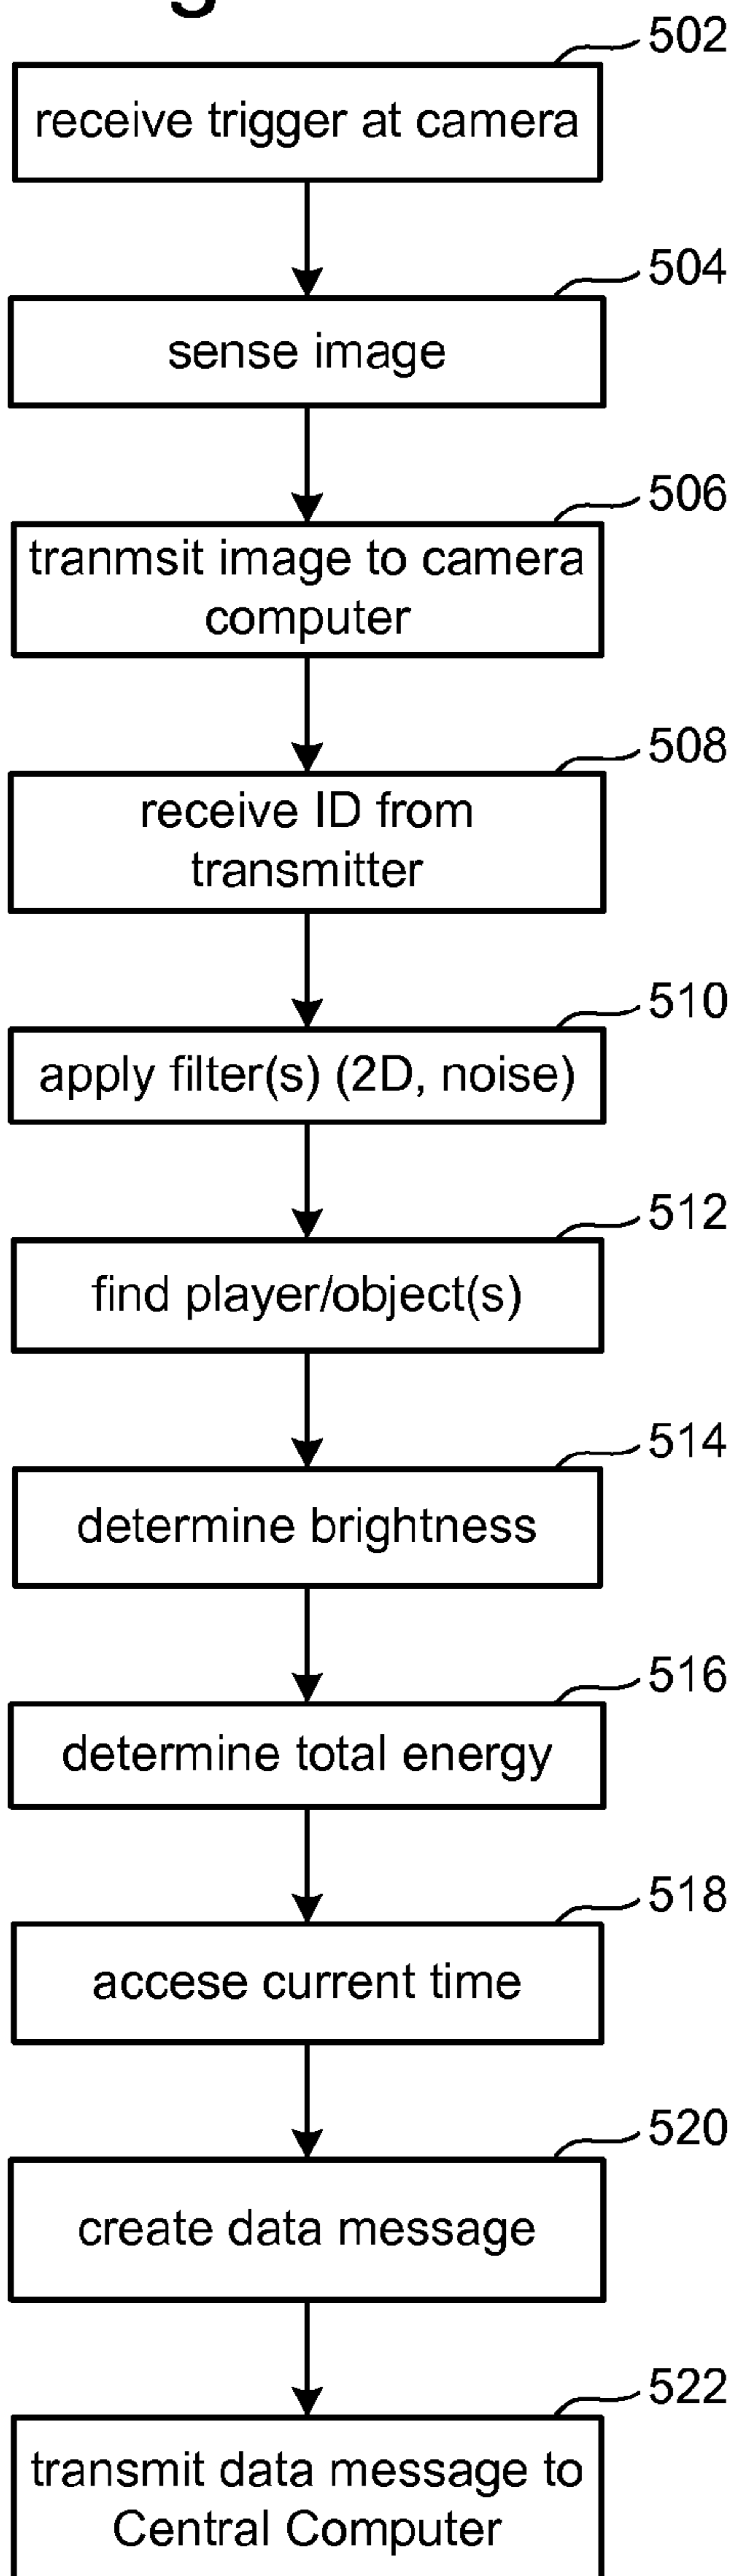 502
receive trigger at camera
504
sense image
506
tranmsit image to camera
computer
508
receive ID from
transmitter
510
apply filter(s) (2D, noise)
512
find player/object(s)
514
determine brightness
516
determine total energy
518
accese current time
520
create data message
522
transmit data message to
Central Computer